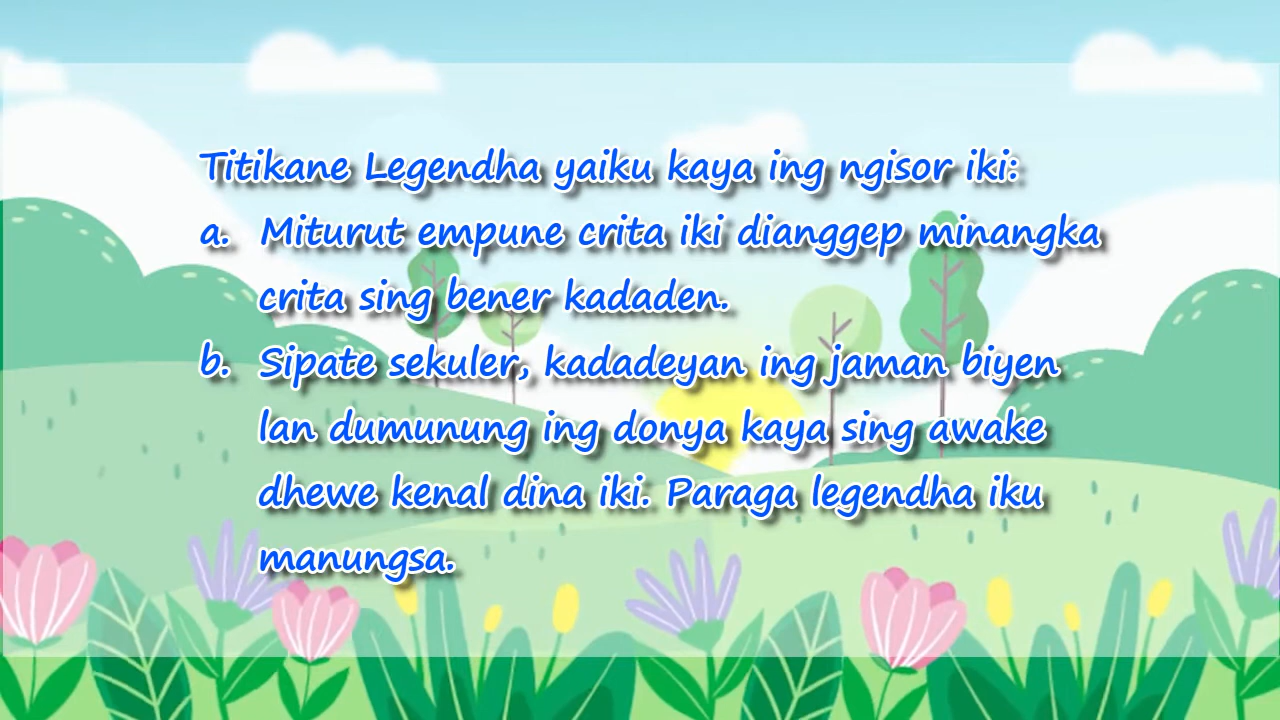 Titikane Legendha yaiku kaya ing ngisor iki:
a. Miturut empune crita iki dianggep minangka
crita sing bener kadaden.
b. Sipate sekuler, kadadeyan ing jaman biyen
lan dumunung ing donya kaya sing awake
dhewe kenal dina iki. Paraga legendha iku
manungsa.